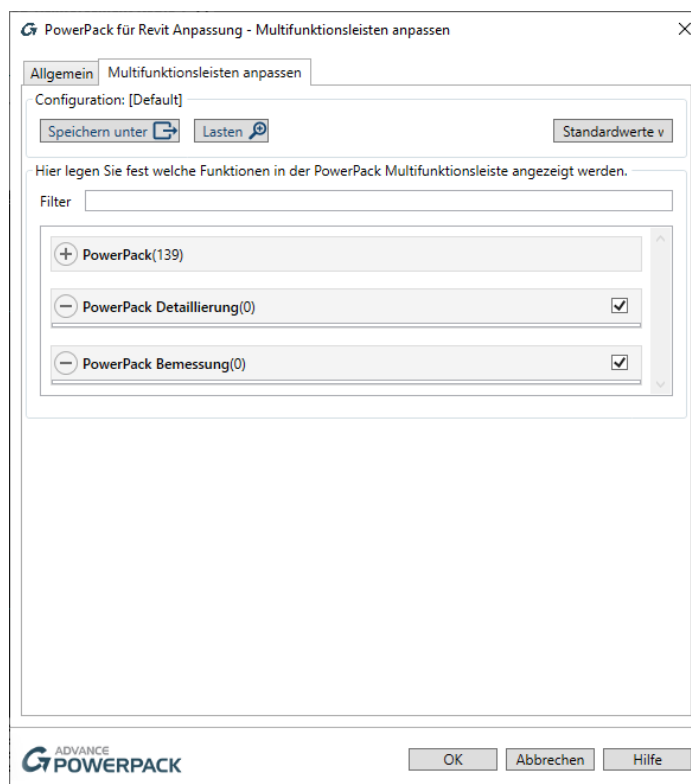 PowerPack für Revit Anpassung - Multifunktionsleisten anpassen
Allgemein
Multifunktionsleisten anpassen
Configuration: [Default]
Speichern unter
Lasten
Standardwerte v
Hier legen Sie fest welche Funktionen in der PowerPack Multifunktionsleiste angezeigt werden.
Filter
PowerPack(139)
PowerPack Detaillierung(0)
PowerPack Bemessung(0)
ADVANCE
POWERPACK
OK
Abbrechen
Hilfe